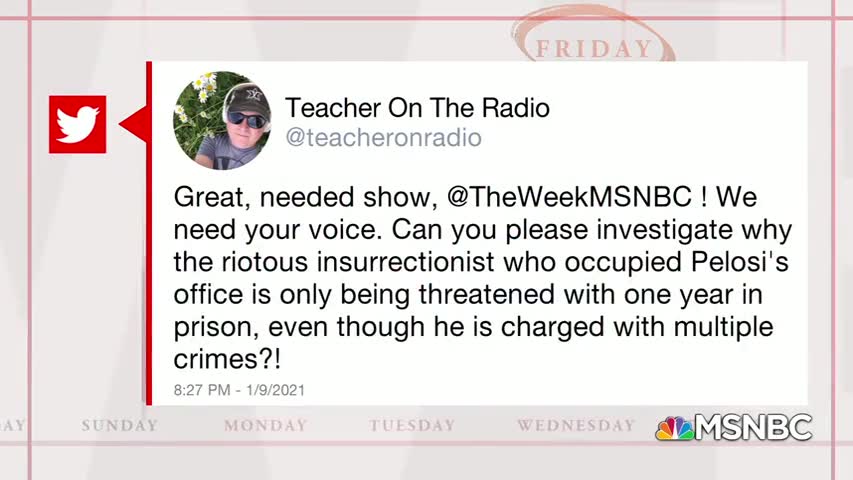 FRIDAY
Teacher On The Radio
@teacheronradio
Great, needed show, @TheWeekMSNBC ! We
need your voice. Can you please investigate why
the riotous insurrectionist who occupied Pelosi's
office is only being threatened with one year in
prison, even though he is charged with multiple
crimes?!
8:27 PM - 1/9/2021
AY SUNDAY MONDAY TUESDAY WEDNESDAY
MSNBC